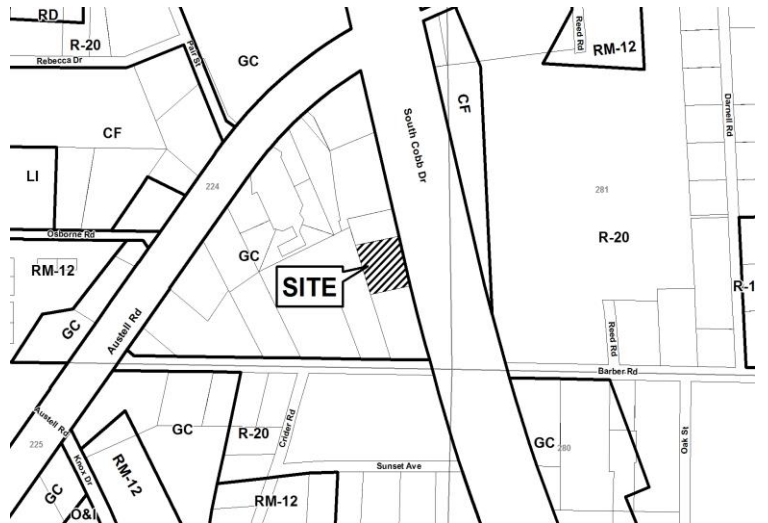 RD
R-20
Rebecca Dr
Pair St
GC
Reed Rd
RM-12
CF
CF
South Cobb Dr
Darnell Rd
LI
224
281
Osborne Rd
GC
R-20
RM-12
SITE
R-1
GC
Austell Rd
Reed Rd
Barber Rd
Austell Rd
GC
R-20
Crider Rd
GC
280
Oak St
225
Knox Dr
RM-12
Sunset Ave
GC
RM-12
O&I